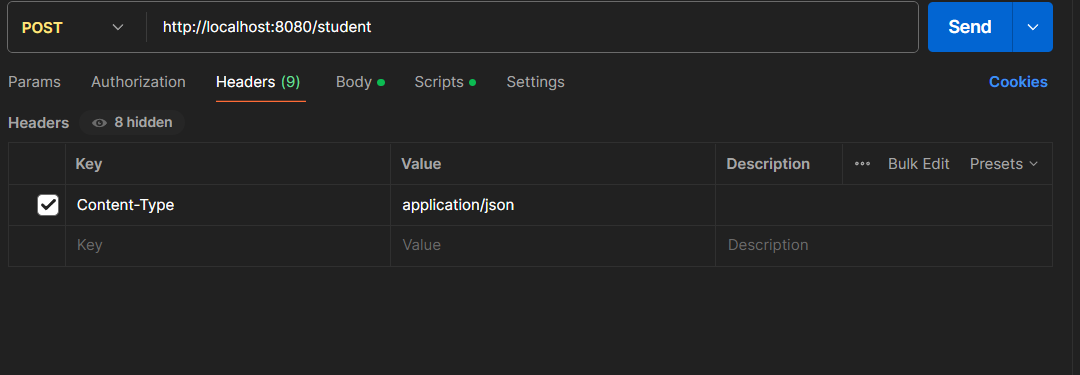 POST http://localhost:8080/student Send
Params Authorization Headers (9) Body Scripts Settings Cookies
Headers 8 hidden
Key Value Description Bulk Edit Presets
Content-Type application/json
Key Value Description